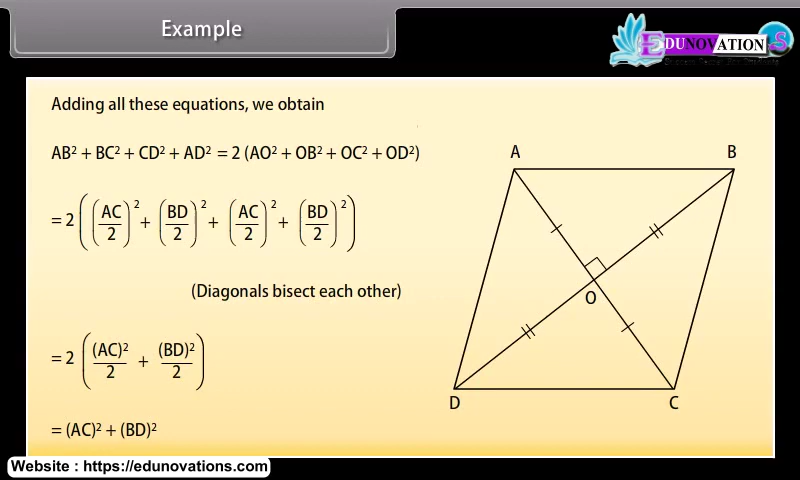 Example
EDUNOVATIONS
Adding all these equations, we obtain
AB² + BC² + CD² + AD² = 2 (AO² + OB² + OC² + OD²)
= 2 ((AC/2)² + (BD/2)² + (AC/2)² + (BD/2)²)
(Diagonals bisect each other)
= 2 ((AC)²/2 + (BD)²/2)
= (AC)² + (BD)²
A B
O
D C
Website : https://edunovations.com